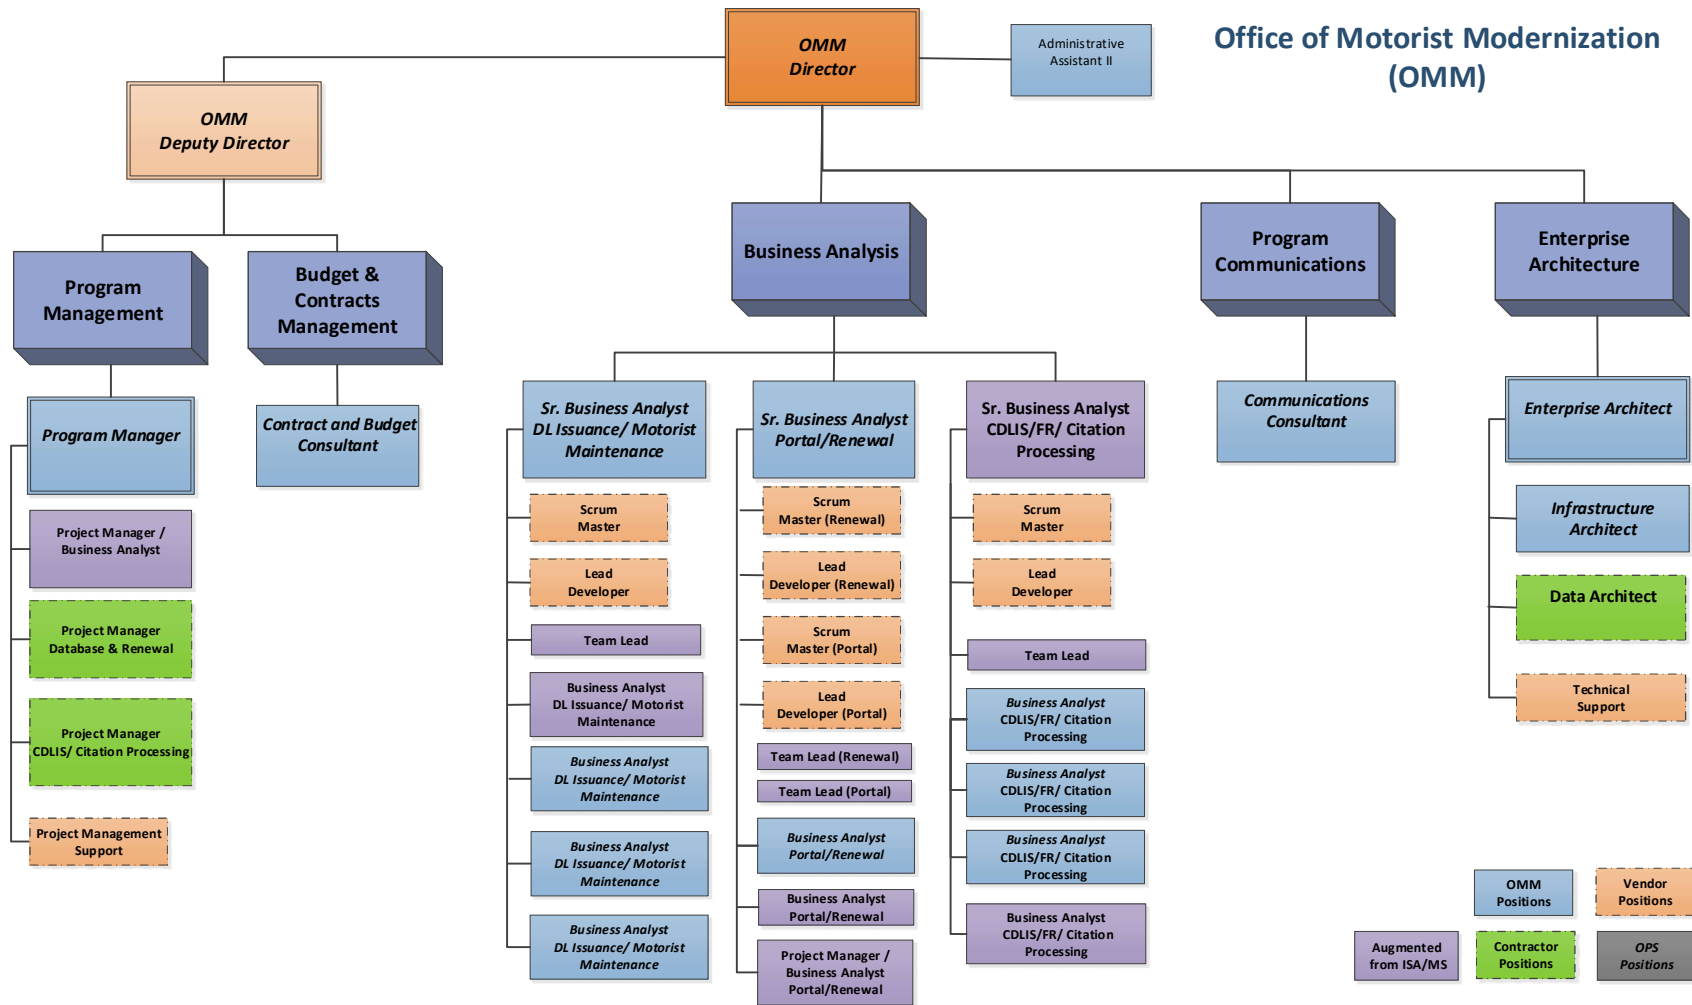 Office of Motorist Modernization
(OMM)
OMM
Director
Administrative
Assistant II
OMM
Deputy Director
Program
Management
Budget &
Contracts
Management
Business Analysis
Program
Communications
Enterprise
Architecture
Program Manager
Project Manager /
Business Analyst
Project Manager
Database & Renewal
Project Manager
CDLIS/ Citation Processing
Project Management
Support
Contract and Budget
Consultant
Sr. Business Analyst
DL Issuance/ Motorist
Maintenance
Scrum
Master
Lead
Developer
Team Lead
Business Analyst
DL Issuance/ Motorist
Maintenance
Business Analyst
DL Issuance/ Motorist
Maintenance
Business Analyst
DL Issuance/ Motorist
Maintenance
Business Analyst
DL Issuance/ Motorist
Maintenance
Sr. Business Analyst
Portal/Renewal
Scrum
Master (Renewal)
Lead
Developer (Renewal)
Scrum
Master (Portal)
Lead
Developer (Portal)
Team Lead (Renewal)
Team Lead (Portal)
Business Analyst
Portal/Renewal
Business Analyst
Portal/Renewal
Project Manager /
Business Analyst
Portal/Renewal
Sr. Business Analyst
CDLIS/FR/ Citation
Processing
Scrum
Master
Lead
Developer
Team Lead
Business Analyst
CDLIS/FR/ Citation
Processing
Business Analyst
CDLIS/FR/ Citation
Processing
Business Analyst
CDLIS/FR/ Citation
Processing
Business Analyst
CDLIS/FR/ Citation
Processing
Communications
Consultant
Enterprise Architect
Infrastructure
Architect
Data Architect
Technical
Support
OMM
Positions
Vendor
Positions
Augmented
from ISA/MS
Contractor
Positions
OPS
Positions